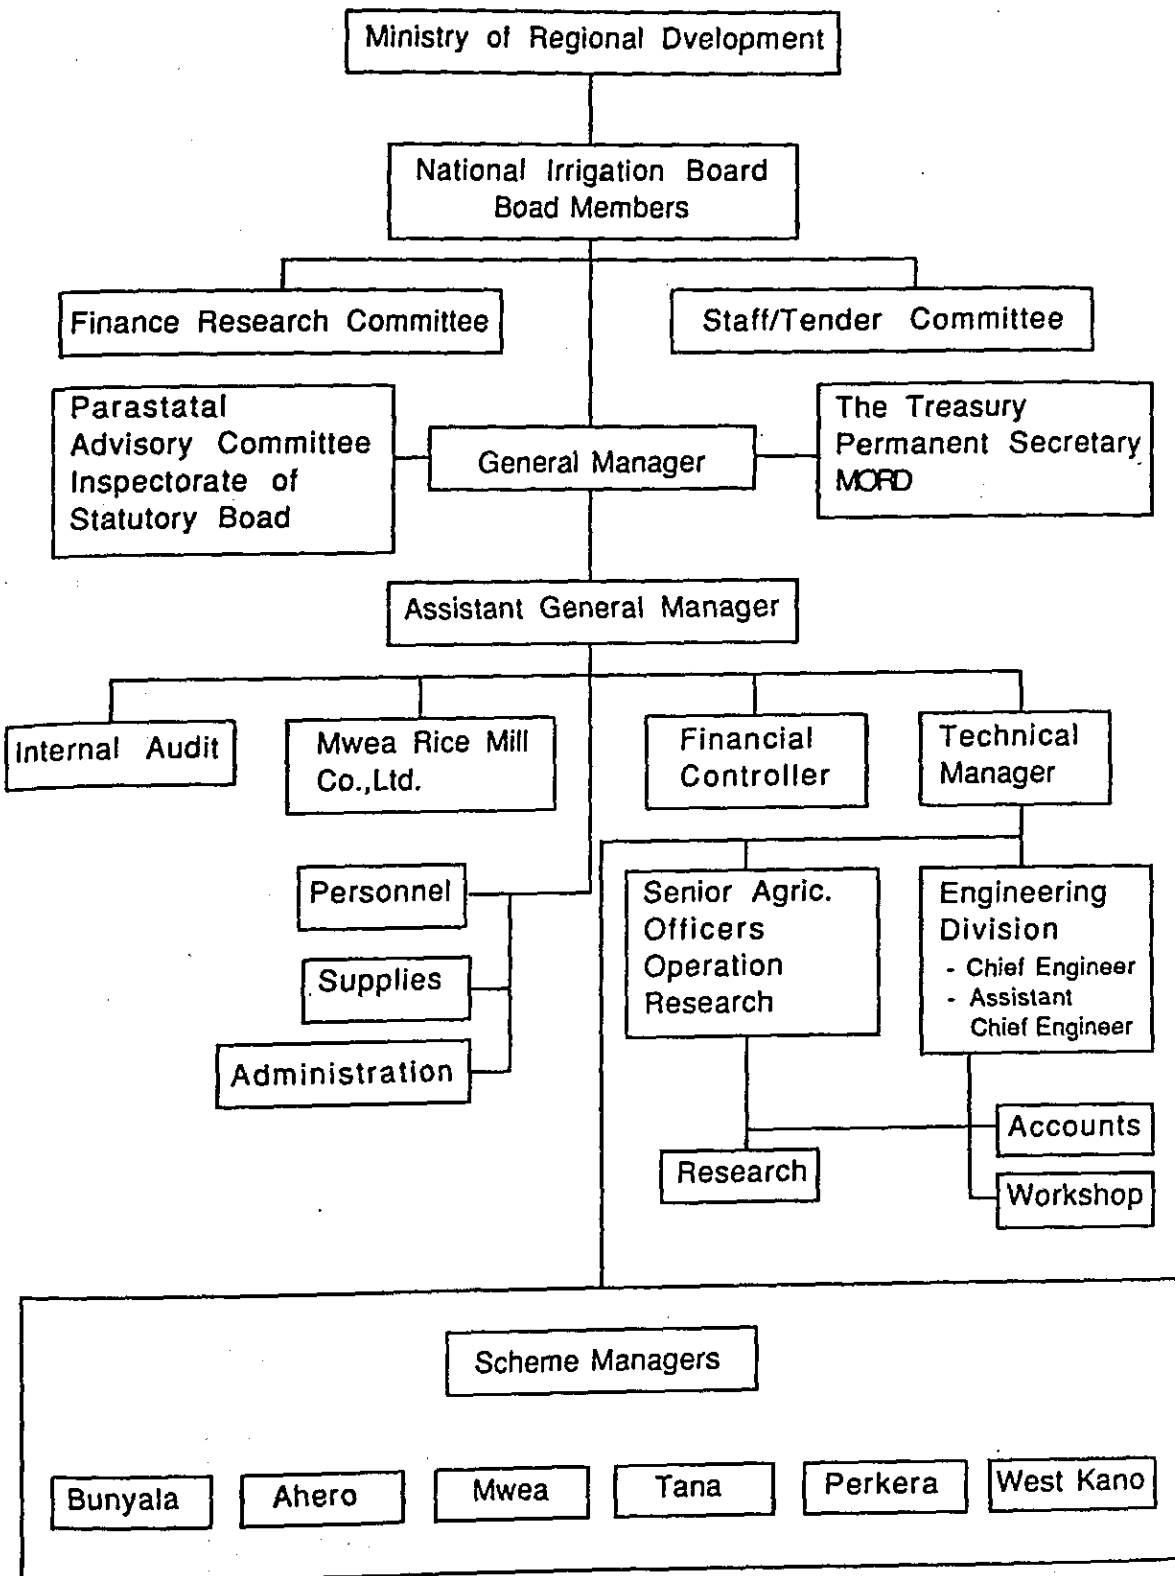 Ministry of Regional Dvelopment
National Irrigation Board
Boad Members
Finance Research Committee
Staff/Tender Committee
Parastatal
Advisory Committee
Inspectorate of
Statutory Boad
General Manager
The Treasury
Permanent Secretary
MORD
Assistant General Manager
Internal Audit
Mwea Rice Mill
Co.,Ltd.
Financial
Controller
Technical
Manager
Personnel
Supplies
Administration
Senior Agric.
Officers
Operation
Research
Engineering
Division
- Chief Engineer
- Assistant
Chief Engineer
Research
Accounts
Workshop
Scheme Managers
Bunyala
Ahero
Mwea
Tana
Perkera
West Kano